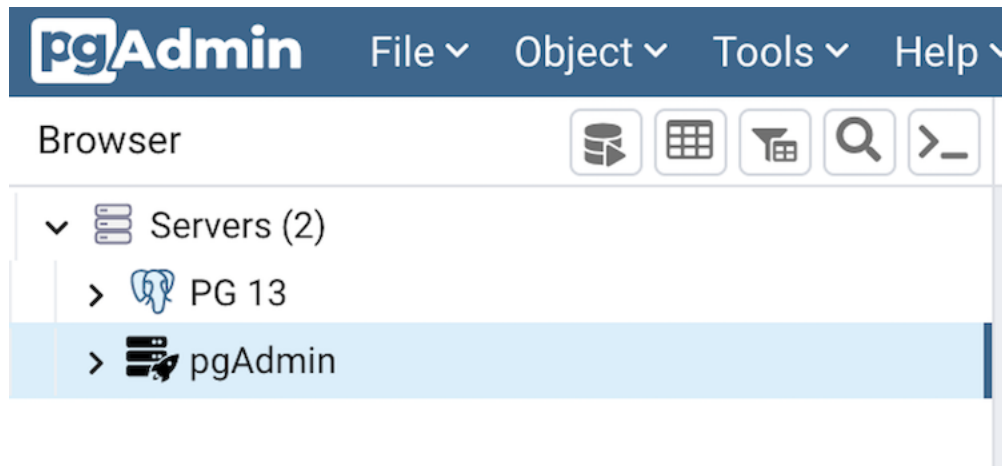 pgAdmin File Object Tools Help
Browser
Servers (2)
PG 13
pgAdmin